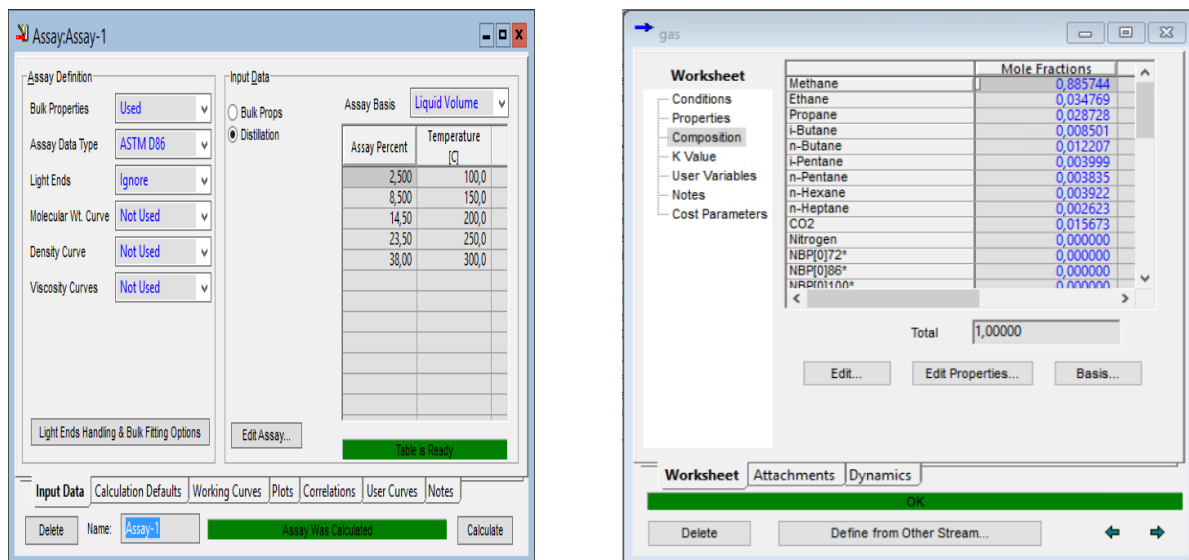 Assay:Assay-1
Assay Definition
Bulk Properties Used
Assay Data Type ASTM D86
Light Ends Ignore
Molecular Wt. Curve Not Used
Density Curve Not Used
Viscosity Curves Not Used
Light Ends Handling & Bulk Fitting Options
Input Data
Bulk Props
Distillation
Edit Assay...
Assay Basis Liquid Volume
Assay Percent Temperature [C]
2,500 100,0
8,500 150,0
14,50 200,0
23,50 250,0
38,00 300,0
Table is Ready
Input Data Calculation Defaults Working Curves Plots Correlations User Curves Notes
Delete Name: Assay-1 Assay Was Calculated Calculate
gas
Worksheet
Conditions
Properties
Composition
K Value
User Variables
Notes
Cost Parameters
Mole Fractions
Methane 0,885744
Ethane 0,034769
Propane 0,028728
i-Butane 0,008501
n-Butane 0,012207
i-Pentane 0,003999
n-Pentane 0,003835
n-Hexane 0,003922
n-Heptane 0,002623
CO2 0,015673
Nitrogen 0,000000
NBP[0]72* 0,000000
NBP[0]86* 0,000000
NBP[0]100* 0,000000
Total 1,00000
Edit... Edit Properties... Basis...
Worksheet Attachments Dynamics
OK
Delete Define from Other Stream...